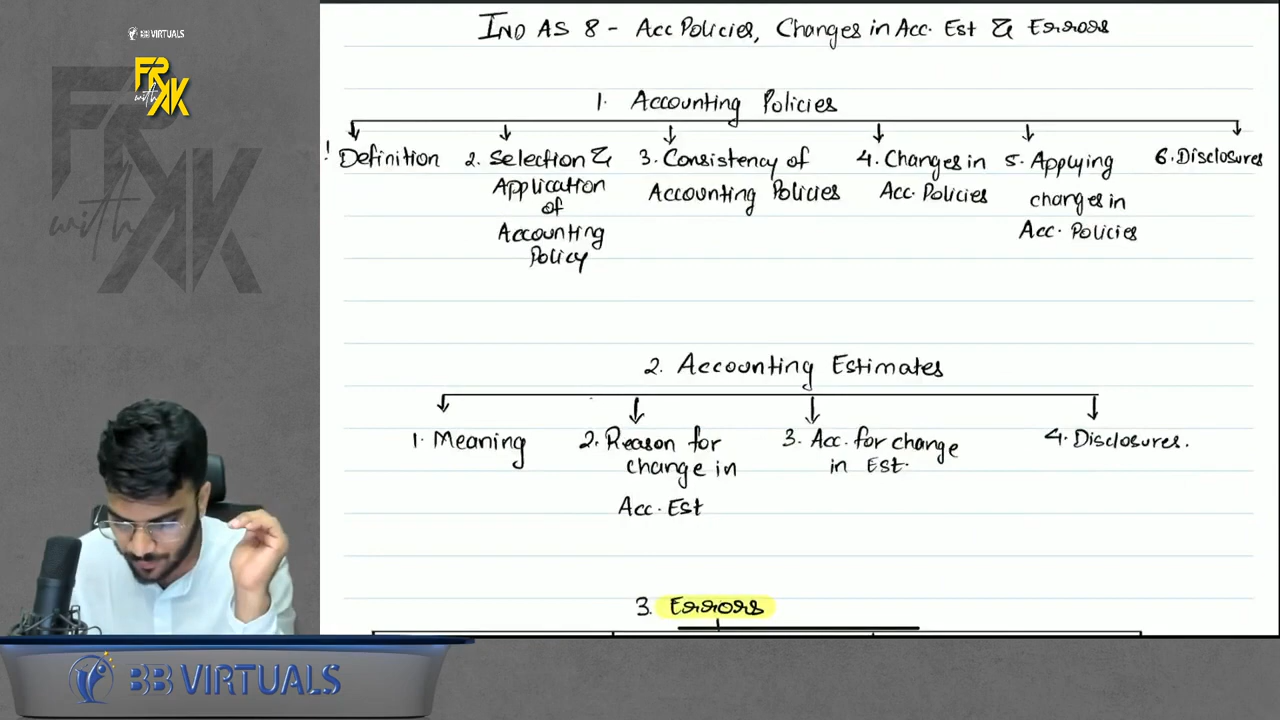 BB VIRTUALS
FR
with
AK
FR
with
AK
IND AS 8 - Acc Policies, Changes in Acc. Est & Errors
1. Accounting Policies
1. Definition
2. Selection &
Application
of
Accounting
Policy
3. Consistency of
Accounting Policies
4. Changes in
Acc. Policies
5. Applying
changes in
Acc. Policies
6. Disclosures
2. Accounting Estimates
1. Meaning
2. Reason for
change in
Acc. Est
3. Acc. for change
in Est.
4. Disclosures.
3. Errors
BB VIRTUALS